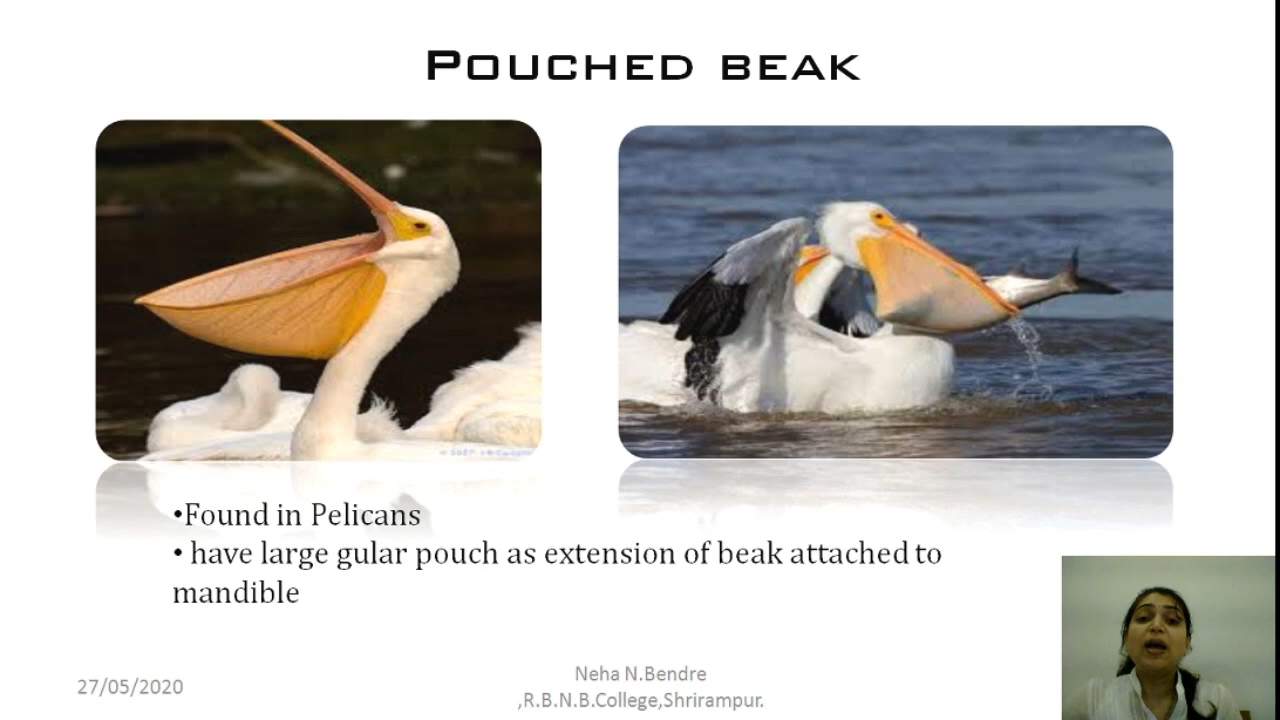 POUCHED BEAK
•Found in Pelicans
• have large gular pouch as extension of beak attached to
mandible
27/05/2020
Neha N.Bendre
,R.B.N.B.College,Shrirampur.